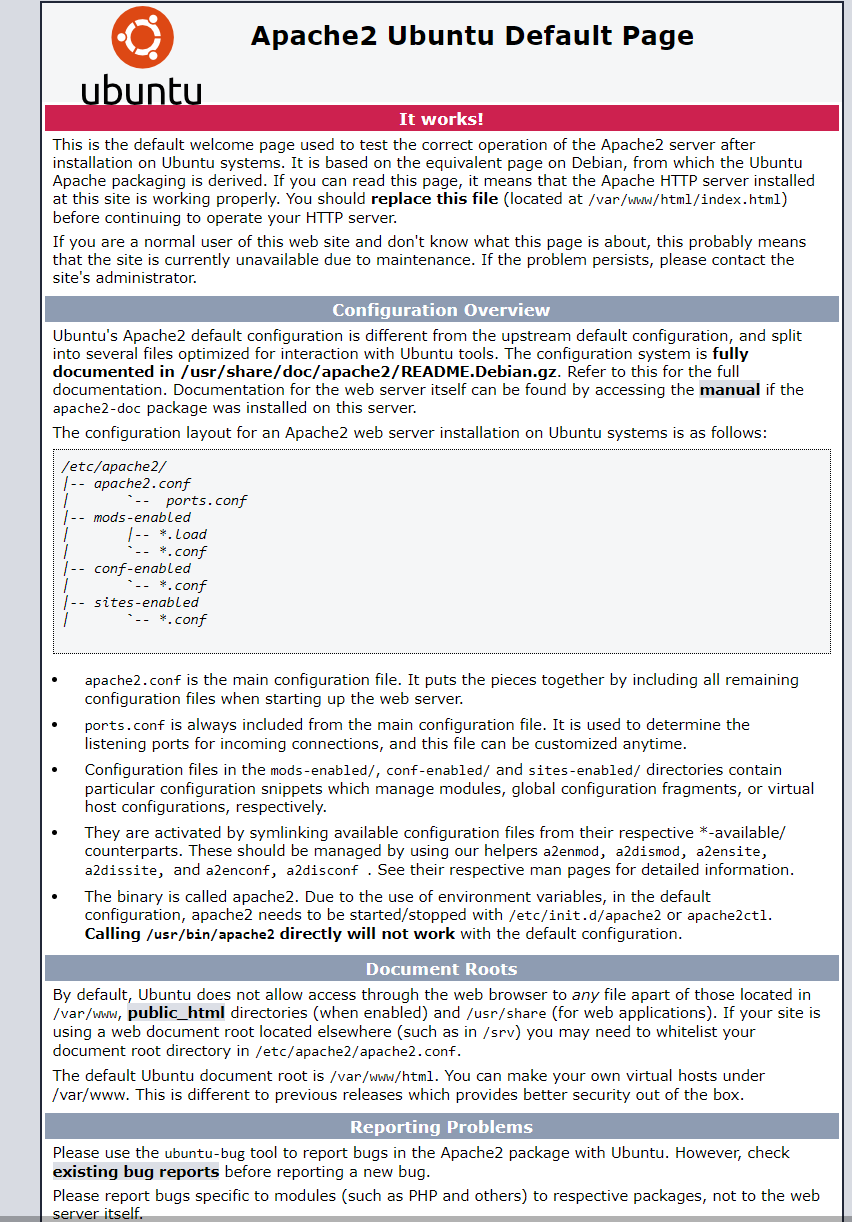 ubuntu
Apache2 Ubuntu Default Page
It works!
This is the default welcome page used to test the correct operation of the Apache2 server after
installation on Ubuntu systems. It is based on the equivalent page on Debian, from which the Ubuntu
Apache packaging is derived. If you can read this page, it means that the Apache HTTP server installed
at this site is working properly. You should replace this file (located at /var/www/html/index.html)
before continuing to operate your HTTP server.
If you are a normal user of this web site and don't know what this page is about, this probably means
that the site is currently unavailable due to maintenance. If the problem persists, please contact the
site's administrator.
Configuration Overview
Ubuntu's Apache2 default configuration is different from the upstream default configuration, and split
into several files optimized for interaction with Ubuntu tools. The configuration system is fully
documented in /usr/share/doc/apache2/README.Debian.gz. Refer to this for the full
documentation. Documentation for the web server itself can be found by accessing the manual if the
apache2-doc package was installed on this server.
The configuration layout for an Apache2 web server installation on Ubuntu systems is as follows:
/etc/apache2/
|-- apache2.conf
|       `--  ports.conf
|-- mods-enabled
|       |-- *.load
|       `-- *.conf
|-- conf-enabled
|       `-- *.conf
|-- sites-enabled
|       `-- *.conf
• apache2.conf is the main configuration file. It puts the pieces together by including all remaining
configuration files when starting up the web server.
• ports.conf is always included from the main configuration file. It is used to determine the
listening ports for incoming connections, and this file can be customized anytime.
• Configuration files in the mods-enabled/, conf-enabled/ and sites-enabled/ directories contain
particular configuration snippets which manage modules, global configuration fragments, or virtual
host configurations, respectively.
• They are activated by symlinking available configuration files from their respective *-available/
counterparts. These should be managed by using our helpers a2enmod, a2dismod, a2ensite,
a2dissite, and a2enconf, a2disconf . See their respective man pages for detailed information.
• The binary is called apache2. Due to the use of environment variables, in the default
configuration, apache2 needs to be started/stopped with /etc/init.d/apache2 or apache2ctl.
Calling /usr/bin/apache2 directly will not work with the default configuration.
Document Roots
By default, Ubuntu does not allow access through the web browser to any file apart of those located in
/var/www, public_html directories (when enabled) and /usr/share (for web applications). If your site is
using a web document root located elsewhere (such as in /srv) you may need to whitelist your
document root directory in /etc/apache2/apache2.conf.
The default Ubuntu document root is /var/www/html. You can make your own virtual hosts under
/var/www. This is different to previous releases which provides better security out of the box.
Reporting Problems
Please use the ubuntu-bug tool to report bugs in the Apache2 package with Ubuntu. However, check
existing bug reports before reporting a new bug.
Please report bugs specific to modules (such as PHP and others) to respective packages, not to the web
server itself.